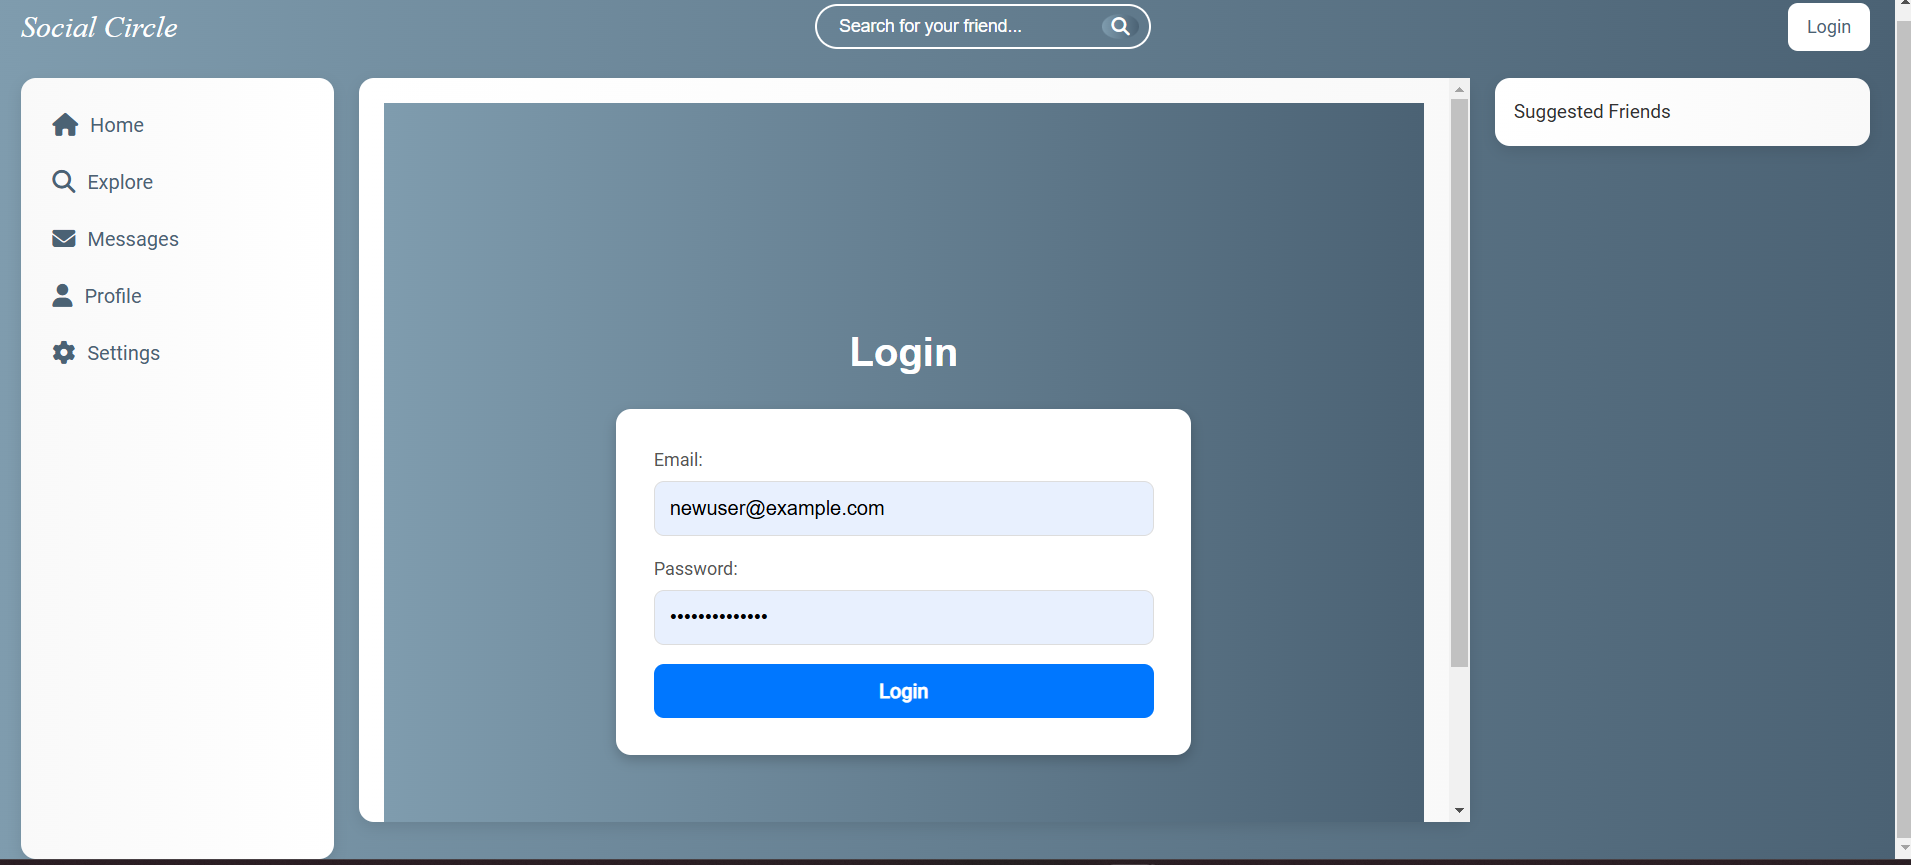 Social Circle
Search for your friend...
Login
Home
Explore
Messages
Profile
Settings
Login
Email:
newuser@example.com
Password:
••••••••••••••
Login
Suggested Friends